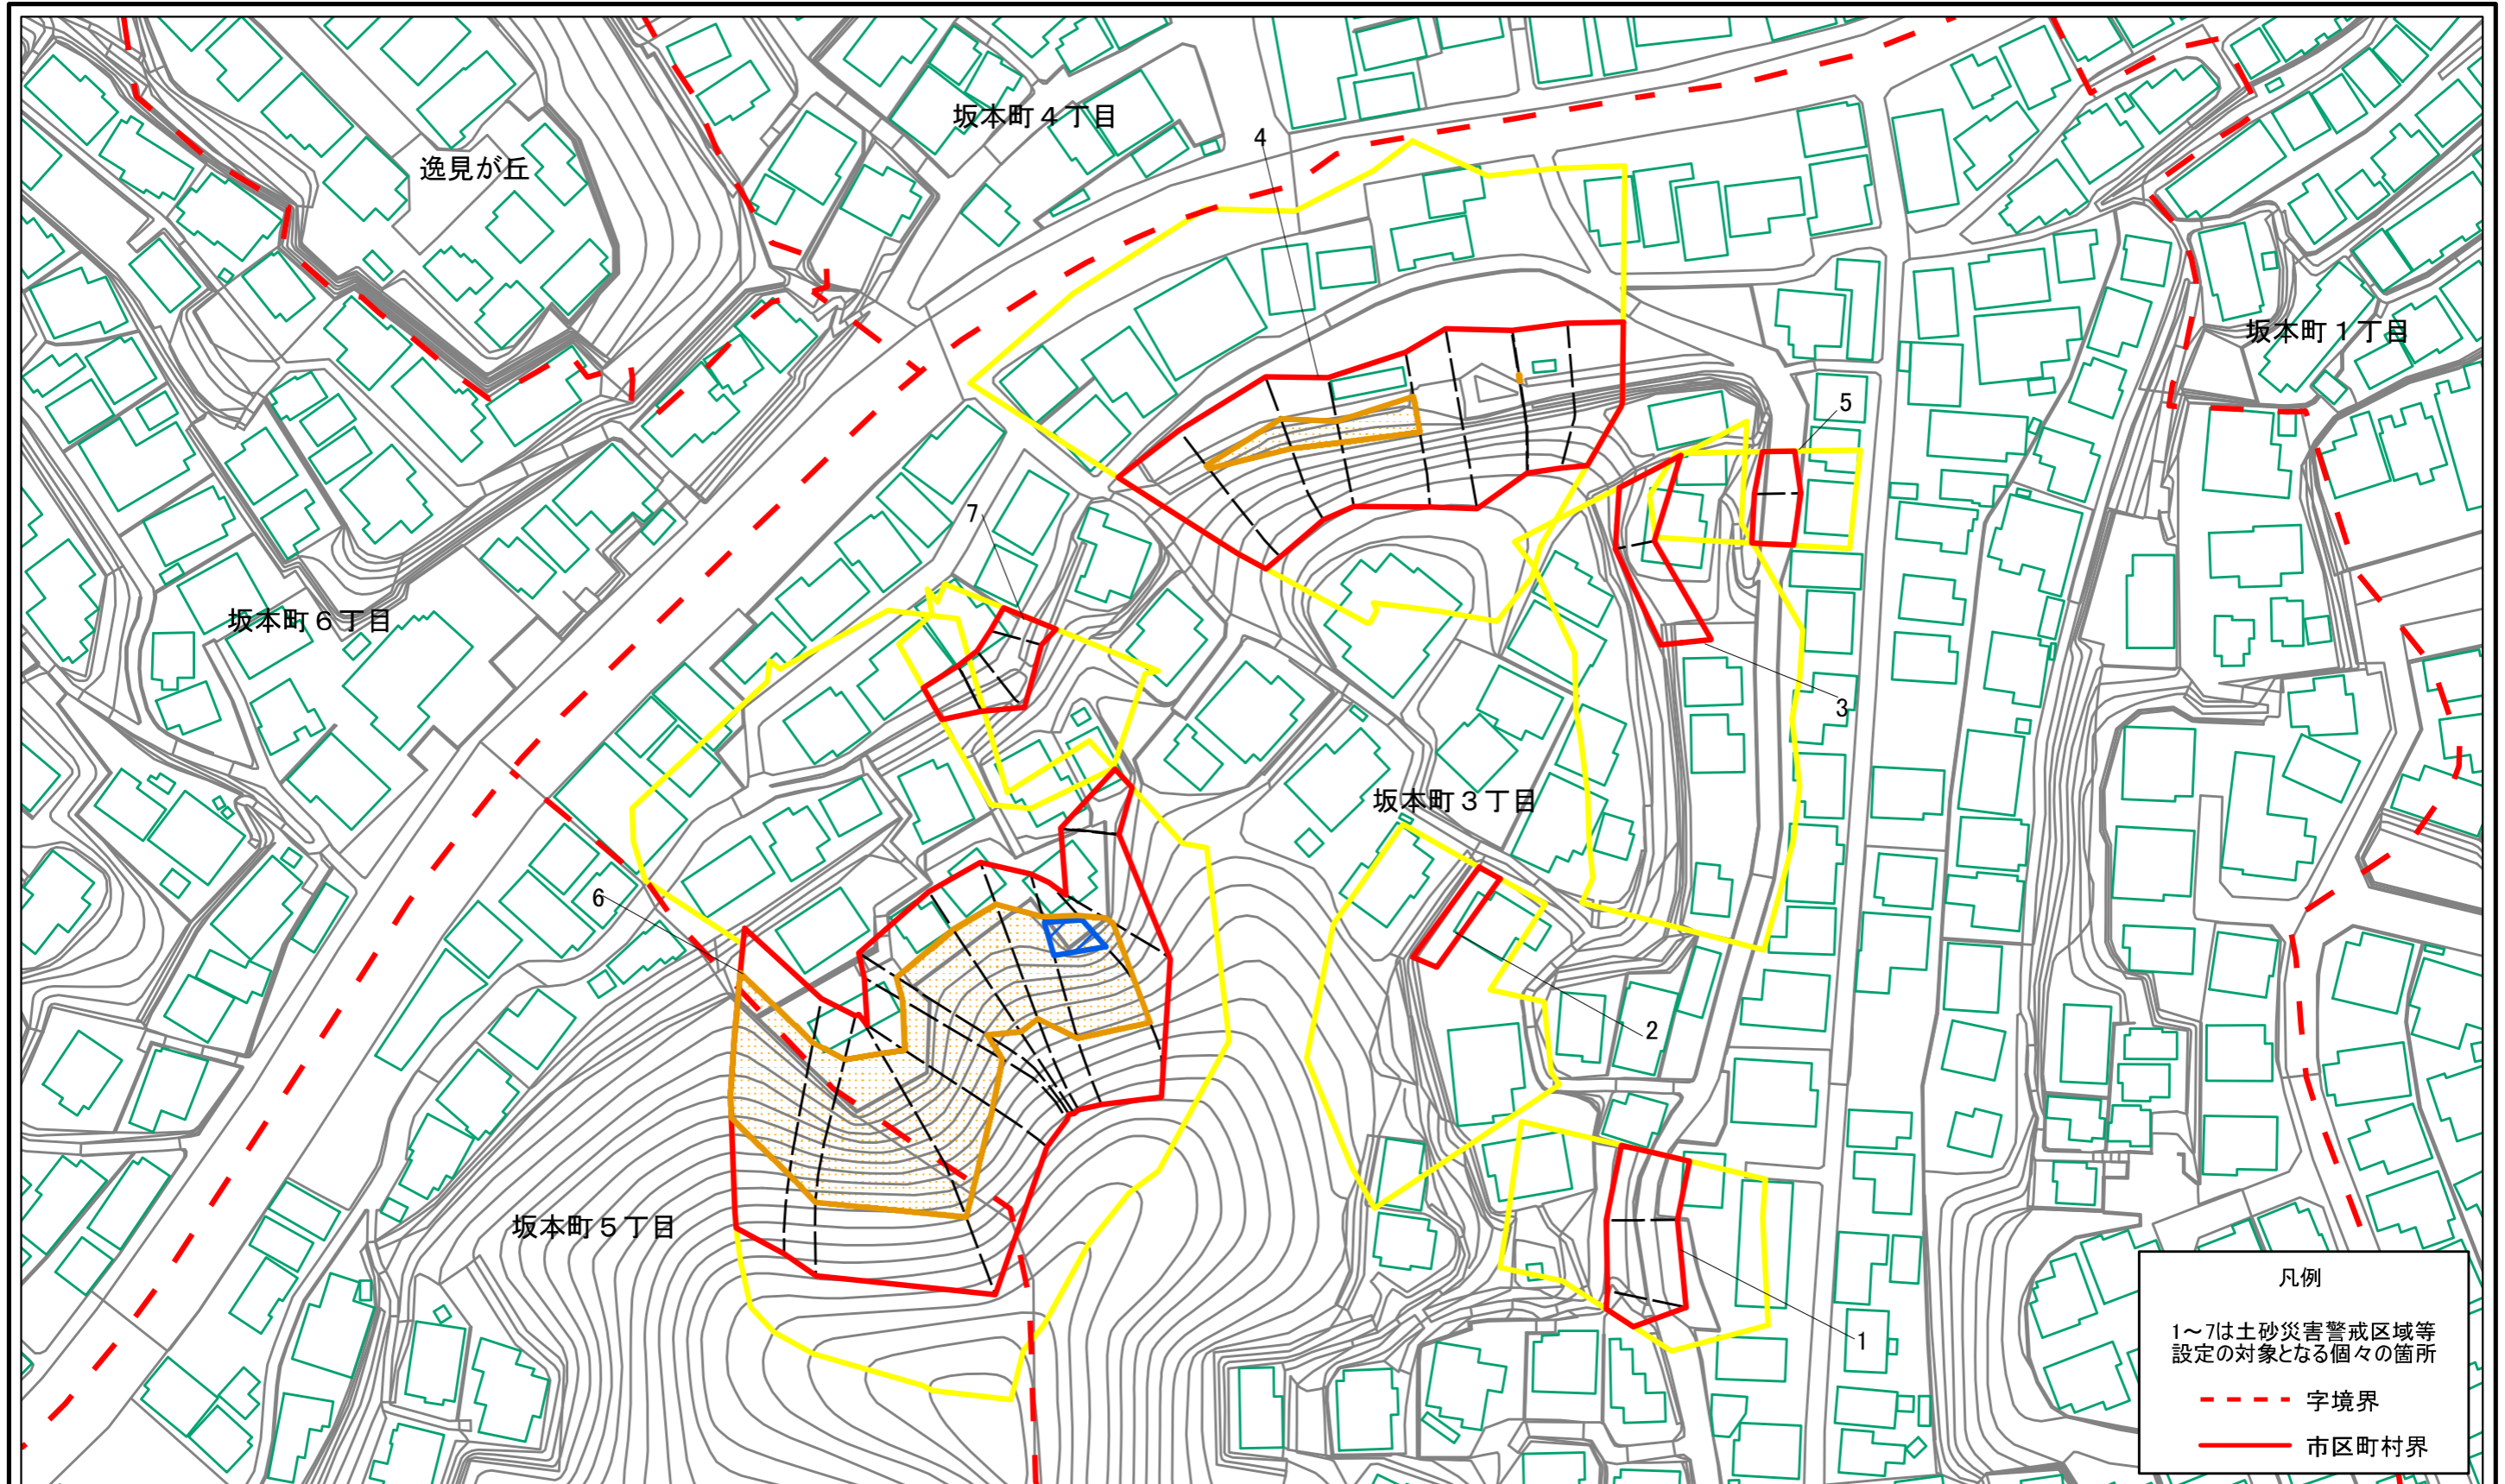 坂本町４丁目
4
逸見が丘
坂本町１丁目
5
7
坂本町６丁目
3
坂本町３丁目
6
2
坂本町５丁目
1
凡例
1～7は土砂災害警戒区域等
設定の対象となる個々の箇所
字境界
市区町村界